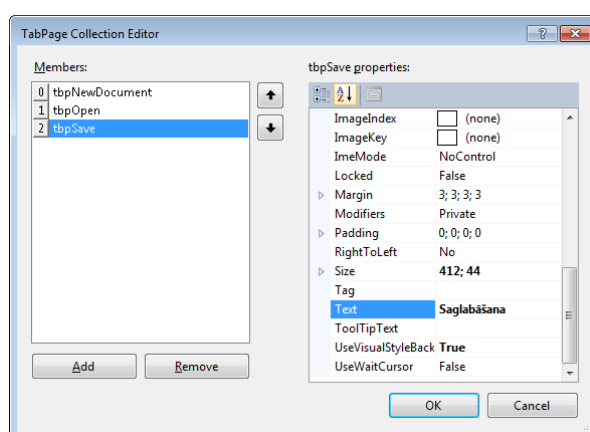 TabPage Collection Editor
Members:
tbpSave properties:
0 tbpNewDocument
1 tbpOpen
2 tbpSave
ImageIndex (none)
ImageKey (none)
ImeMode NoControl
Locked False
Margin 3; 3; 3; 3
Modifiers Private
Padding 0; 0; 0; 0
RightToLeft No
Size 412; 44
Tag
Text Saglabāšana
ToolTipText
UseVisualStyleBack True
UseWaitCursor False
Add Remove
OK Cancel